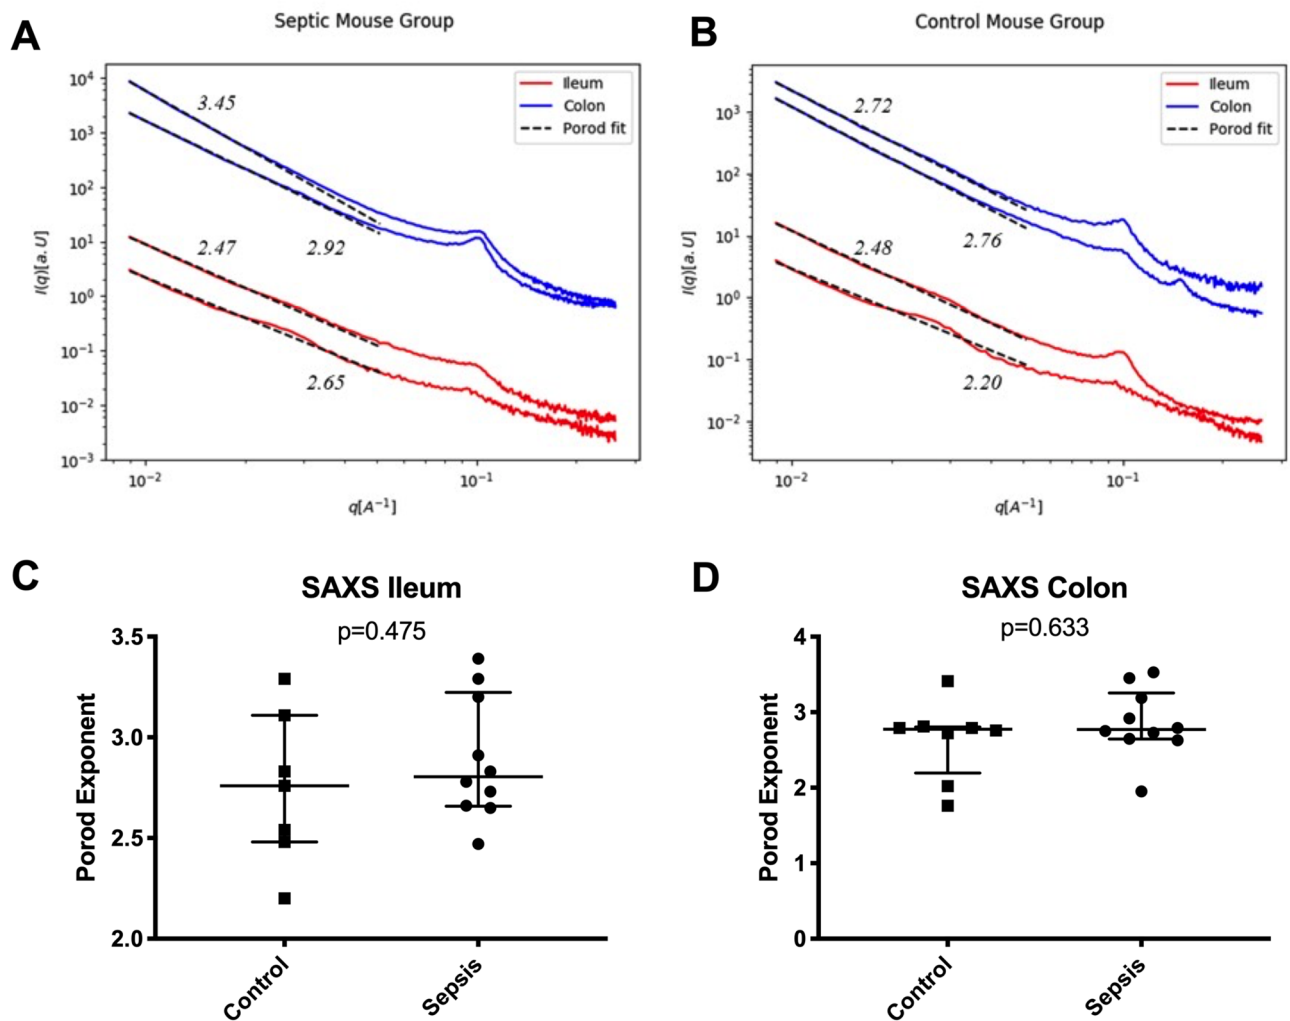 A
Septic Mouse Group
Ileum
Colon
Porod fit
3.45
2.47
2.92
2.65
10⁴
10³
10²
10¹
10⁰
10⁻¹
10⁻²
10⁻³
I(q)[a.U]
10⁻²
10⁻¹
q[A⁻¹]
B
Control Mouse Group
Ileum
Colon
Porod fit
2.72
2.76
2.48
2.20
10³
10²
10¹
10⁰
10⁻¹
10⁻²
I(q)[a.U]
10⁻²
10⁻¹
q[A⁻¹]
C
SAXS Ileum
p=0.475
3.5
3.0
2.5
2.0
Porod Exponent
Control
Sepsis
D
SAXS Colon
p=0.633
4
3
2
1
0
Porod Exponent
Control
Sepsis